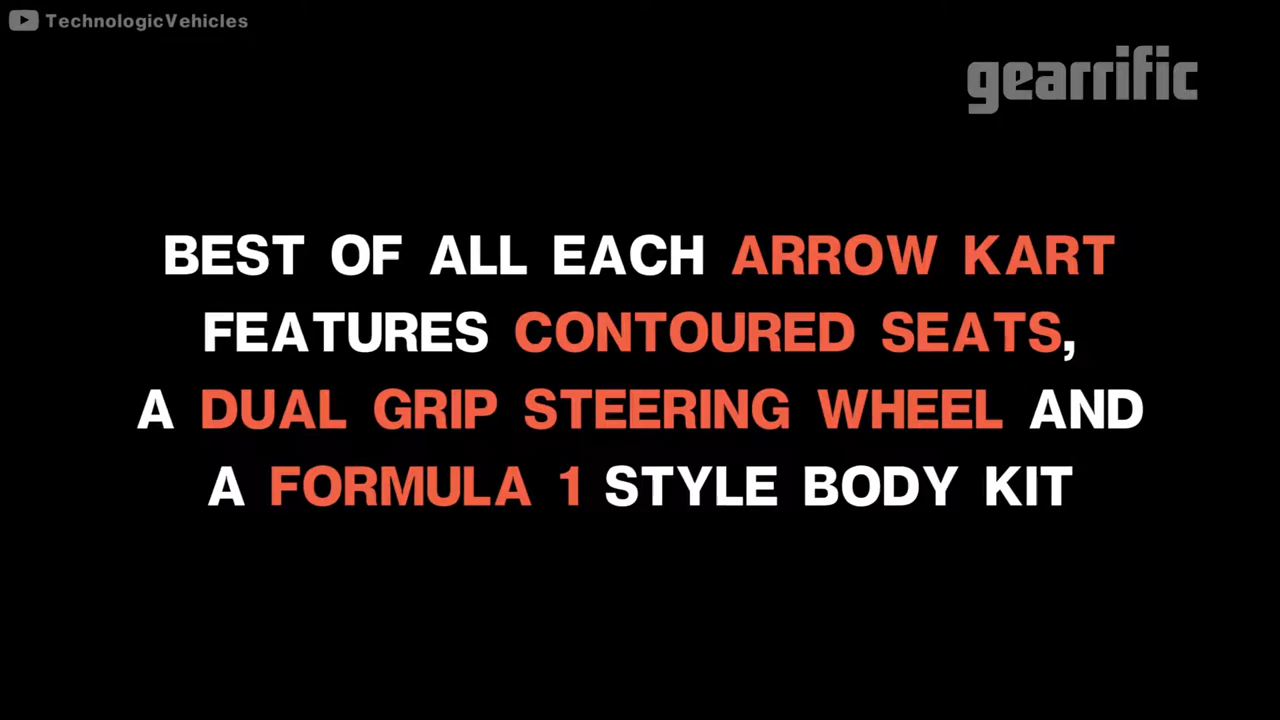 TechnologicVehicles
gearrific
BEST OF ALL EACH ARROW KART
FEATURES CONTOURED SEATS,
A DUAL GRIP STEERING WHEEL AND
A FORMULA 1 STYLE BODY KIT